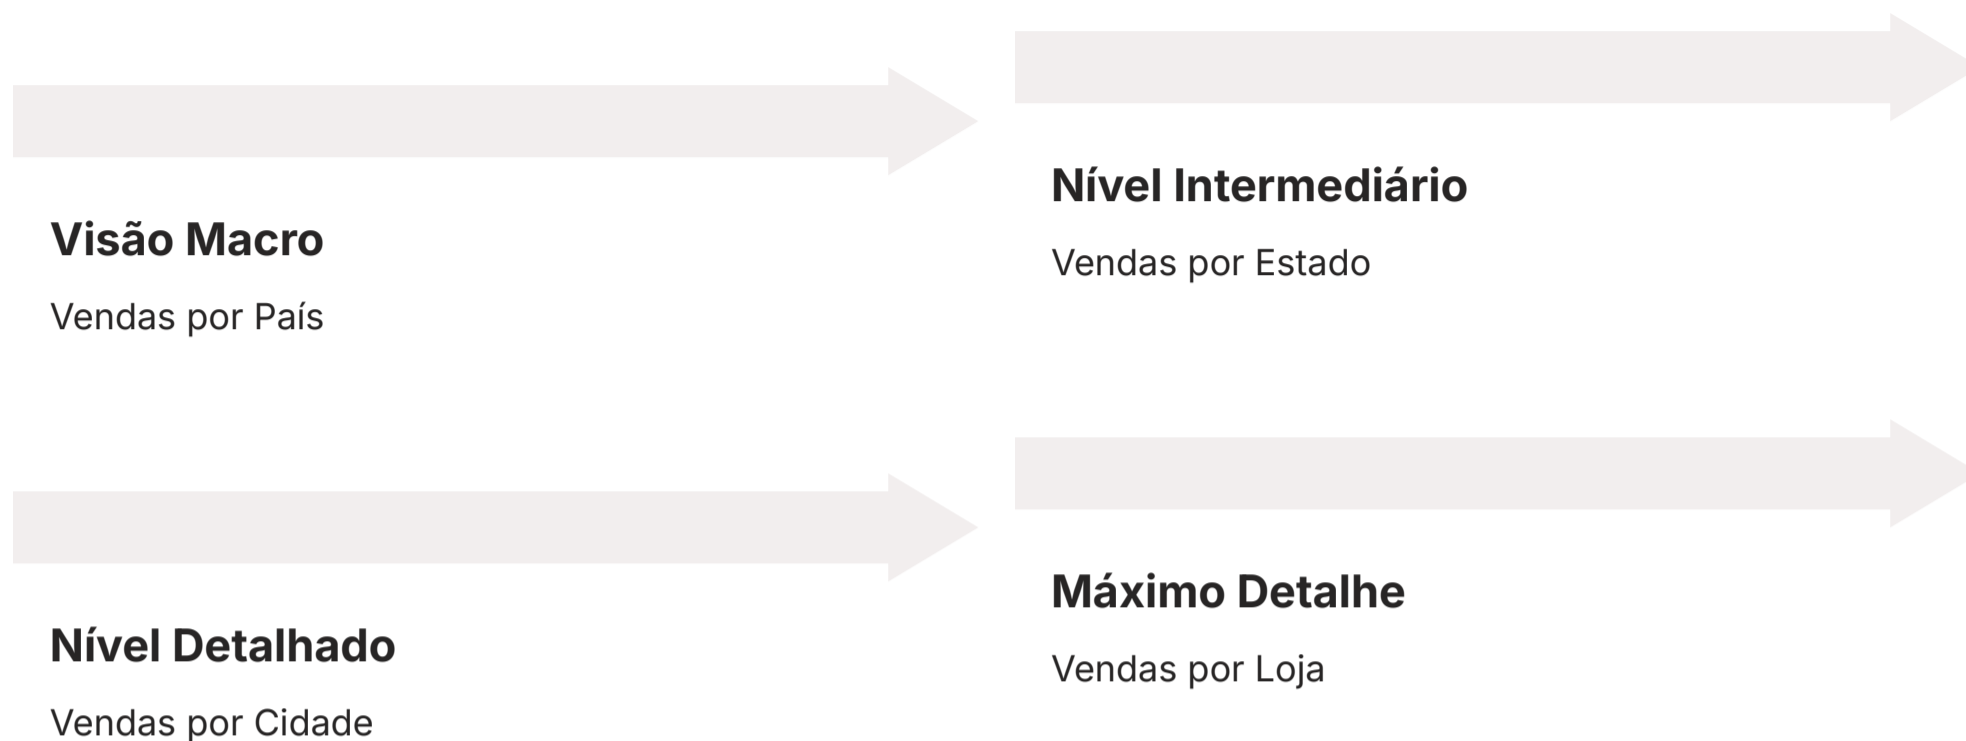 Visão Macro
Vendas por País
Nível Intermediário
Vendas por Estado
Nível Detalhado
Vendas por Cidade
Máximo Detalhe
Vendas por Loja